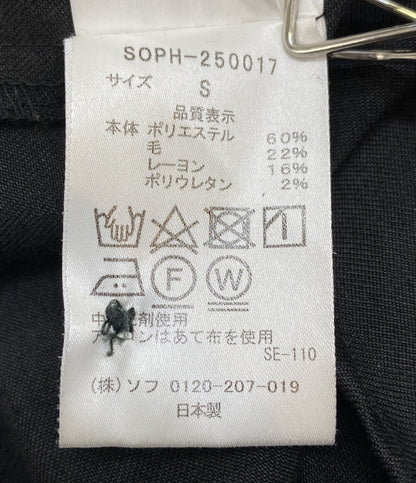 SOPH-250017
サイズ S
品質表示
本体 ポリエステル 60%
毛 22%
レーヨン 16%
ポリウレタン 2%
F W
中 剤使用
ア ンはあて布を使用
SE-110
(株)ソフ 0120-207-019
日本製